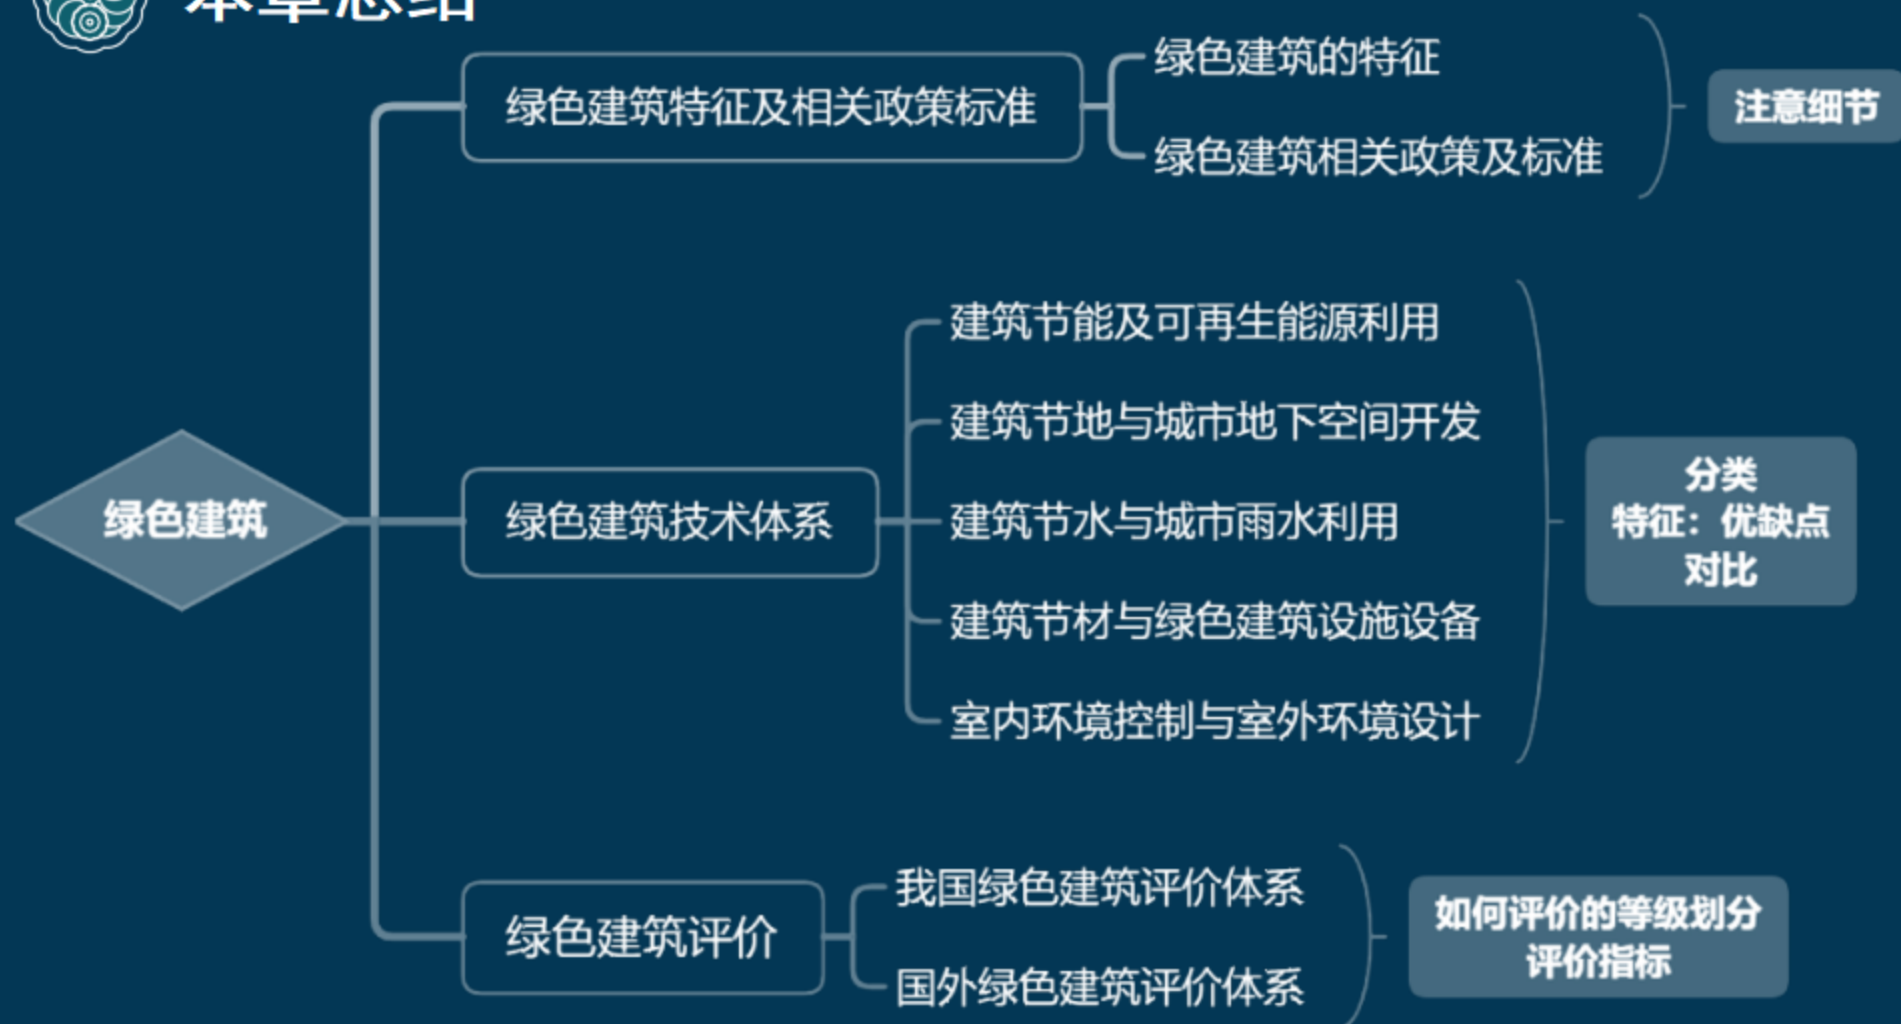 本章总结
绿色建筑
绿色建筑特征及相关政策标准
绿色建筑的特征
绿色建筑相关政策及标准
注意细节
绿色建筑技术体系
建筑节能及可再生能源利用
建筑节地与城市地下空间开发
建筑节水与城市雨水利用
建筑节材与绿色建筑设施设备
室内环境控制与室外环境设计
分类
特征：优缺点
对比
绿色建筑评价
我国绿色建筑评价体系
国外绿色建筑评价体系
如何评价的等级划分
评价指标